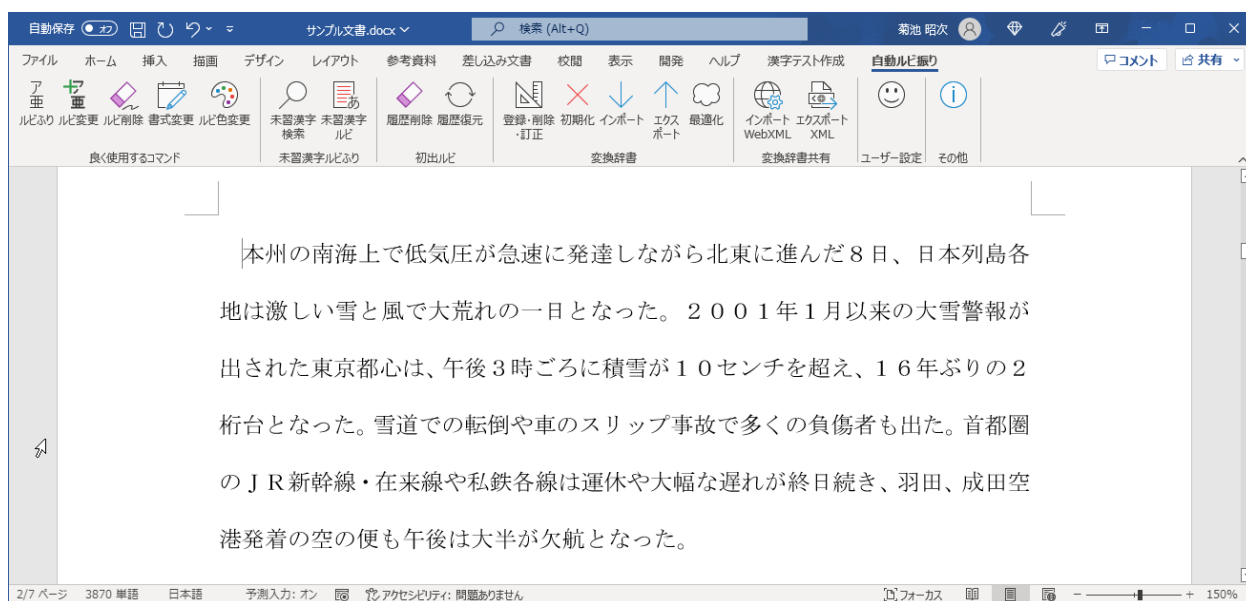 自動保存 オフ サンプル文書.docx 検索 (Alt+Q) 菊池 昭次
ファイル ホーム 挿入 描画 デザイン レイアウト 参考資料 差し込み文書 校閲 表示 開発 ヘルプ 漢字テスト作成 自動ルビ振り コメント 共有
ア亜 ア亜 あ
ルビふり ルビ変更 ルビ削除 書式変更 ルビ色変更 未習漢字検索 未習漢字ルビ 履歴削除 履歴復元 登録・削除・訂正 初期化 インポート エクスポート 最適化 インポートWebXML エクスポートXML
良く使用するコマンド 未習漢字ルビふり 初出ルビ 変換辞書 変換辞書共有 ユーザー設定 その他
本州の南海上で低気圧が急速に発達しながら北東に進んだ８日、日本列島各
地は激しい雪と風で大荒れの一日となった。２００１年１月以来の大雪警報が
出された東京都心は、午後３時ごろに積雪が１０センチを超え、１６年ぶりの２
桁台となった。雪道での転倒や車のスリップ事故で多くの負傷者も出た。首都圏
のＪＲ新幹線・在来線や私鉄各線は運休や大幅な遅れが終日続き、羽田、成田空
港発着の空の便も午後は大半が欠航となった。
2/7 ページ 3870 単語 日本語 予測入力: オン アクセシビリティ: 問題ありません フォーカス 150%